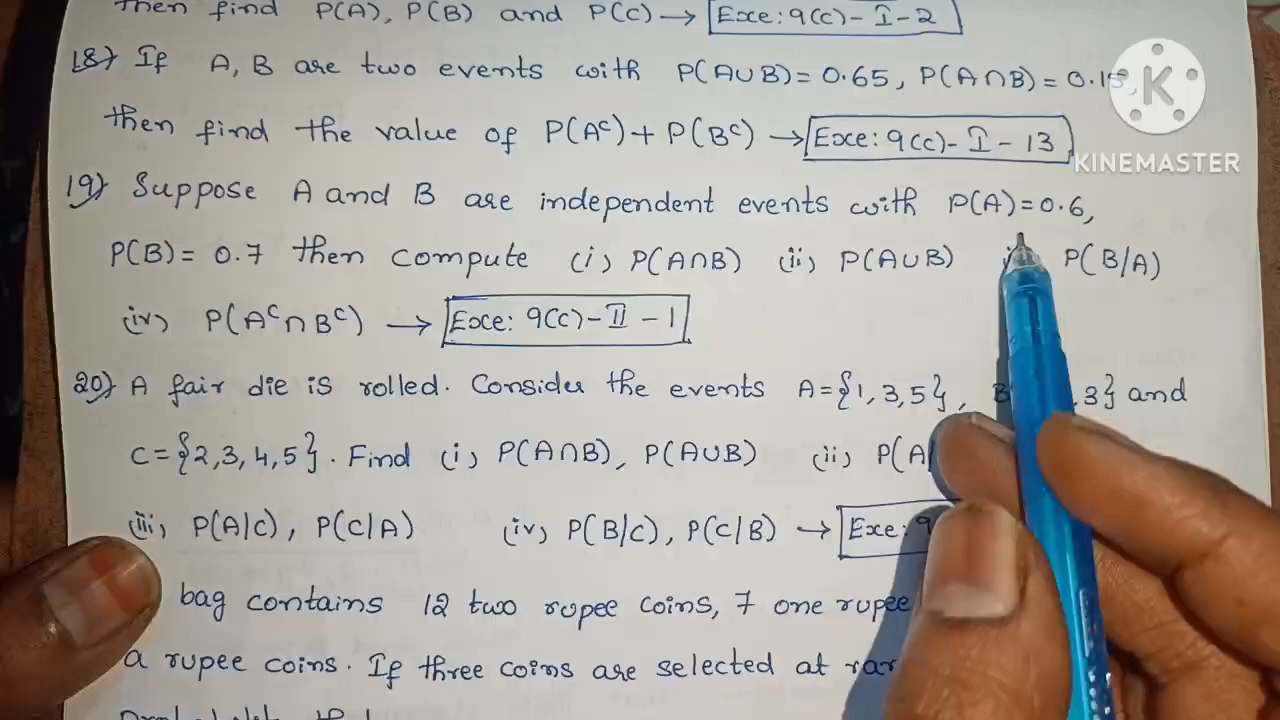 then find P(A), P(B) and P(C) → Exe: 9(c)-I-2
18) If A, B are two events with P(A∪B)= 0.65, P(A∩B)= 0.15,
then find the value of P(Aᶜ)+ P(Bᶜ) → Exe: 9(c)-I-13
KINEMASTER
19) Suppose A and B are independent events with P(A)=0.6,
P(B)= 0.7 then compute (i) P(A∩B) (ii) P(A∪B) P(B/A)
(iv) P(Aᶜ∩Bᶜ) → Exe: 9(c)-II-1
20) A fair die is rolled. Consider the events A={1,3,5}, B ,3} and
C={2,3,4,5}. Find (i) P(A∩B), P(A∪B) (ii) P(A|
(iii) P(A|C), P(C|A) (iv) P(B|C), P(C|B) → Exe: 9
bag contains 12 two rupee coins, 7 one rupee
a rupee coins. If three coins are selected at